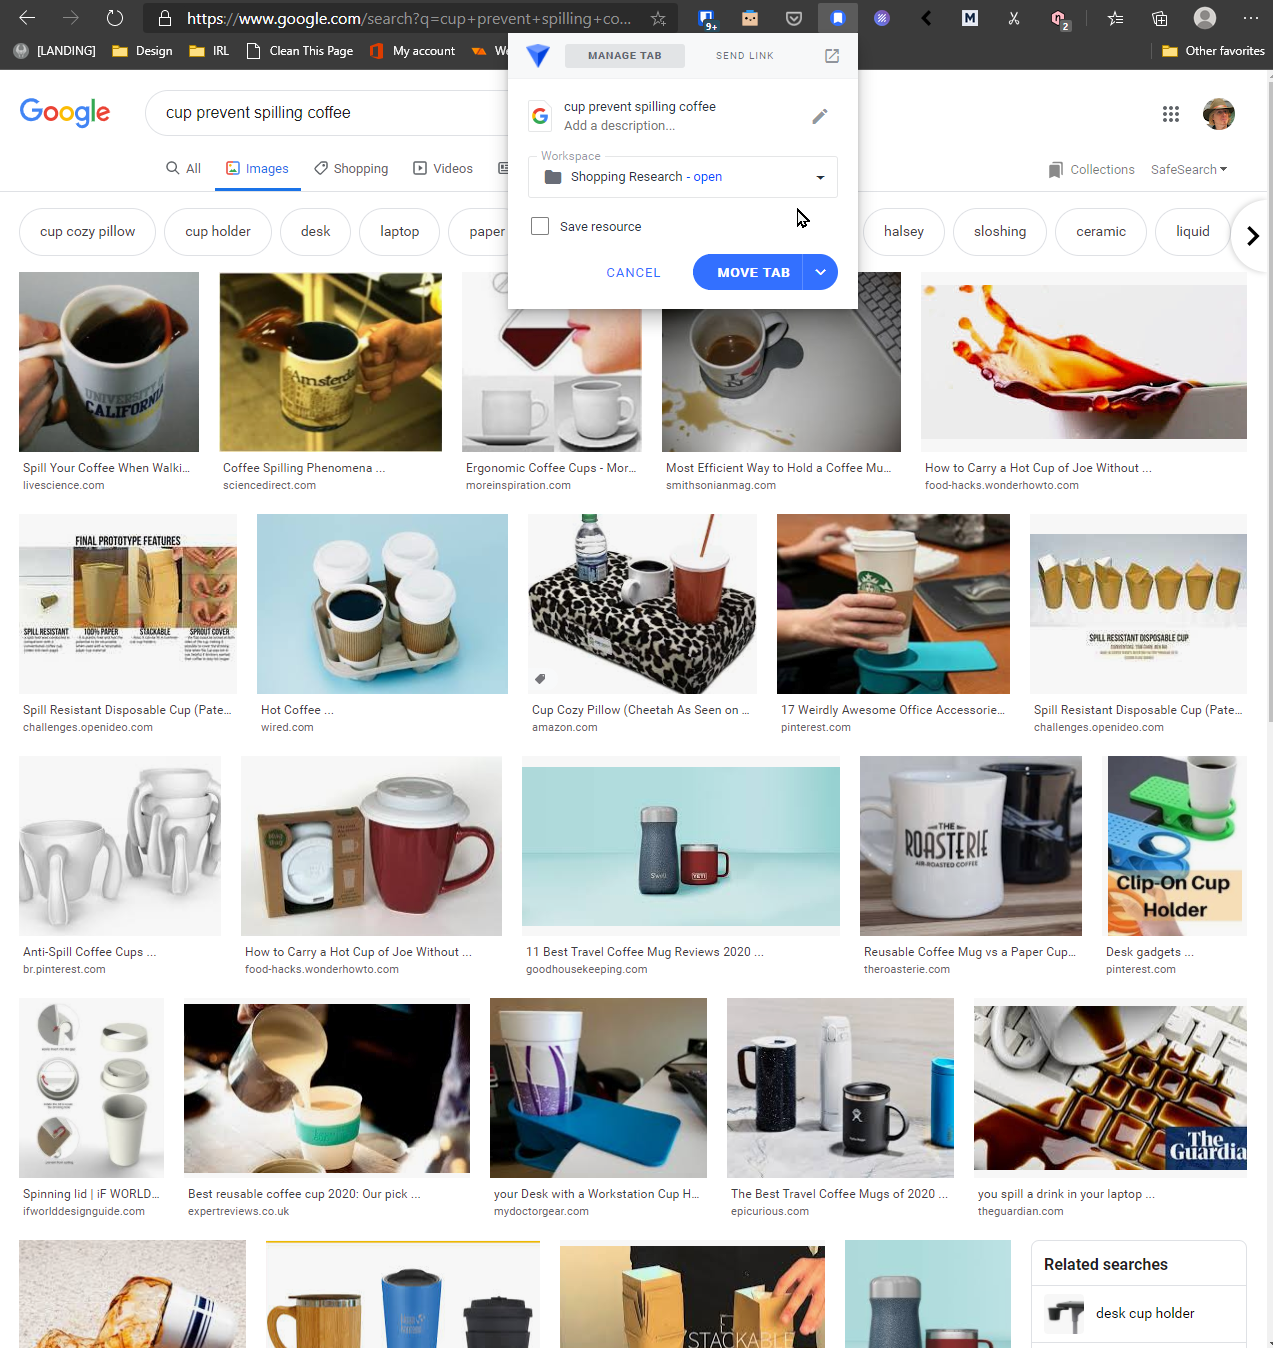 https://www.google.com/search?q=cup+prevent+spilling+co...
9+
M
2
[LANDING]
Design
IRL
Clean This Page
My account
Other favorites
MANAGE TAB
SEND LINK
cup prevent spilling coffee
Add a description...
Workspace
Shopping Research - open
Save resource
CANCEL
MOVE TAB
Google
cup prevent spilling coffee
All
Images
Shopping
Videos
Collections
SafeSearch
cup cozy pillow
cup holder
desk
laptop
paper
halsey
sloshing
ceramic
liquid
UNIVERSITY
CALIFORNIA
Amsterdam
Spill Your Coffee When Walki...
livescience.com
Coffee Spilling Phenomena ...
sciencedirect.com
Ergonomic Coffee Cups - Mor...
moreinspiration.com
Most Efficient Way to Hold a Coffee Mu...
smithsonianmag.com
How to Carry a Hot Cup of Joe Without ...
food-hacks.wonderhowto.com
FINAL PROTOTYPE FEATURES
SPILL RESISTANT
100% PAPER
STACKABLE
SPROUT COVER
SPILL RESISTANT DISPOSABLE CUP
Spill Resistant Disposable Cup (Pate...
challenges.openideo.com
Hot Coffee ...
wired.com
Cup Cozy Pillow (Cheetah As Seen on ...
amazon.com
17 Weirdly Awesome Office Accessorie...
pinterest.com
Spill Resistant Disposable Cup (Pate...
challenges.openideo.com
S'well
YETI
THE
ROASTERIE
AIR-ROASTED COFFEE
Clip-On Cup
Holder
Anti-Spill Coffee Cups ...
br.pinterest.com
How to Carry a Hot Cup of Joe Without ...
food-hacks.wonderhowto.com
11 Best Travel Coffee Mug Reviews 2020 ...
goodhousekeeping.com
Reusable Coffee Mug vs a Paper Cup...
theroasterie.com
Desk gadgets ...
pinterest.com
The
Guardia
Spinning lid | iF WORLD...
ifworlddesignguide.com
Best reusable coffee cup 2020: Our pick ...
expertreviews.co.uk
your Desk with a Workstation Cup H...
mydoctorgear.com
The Best Travel Coffee Mugs of 2020 ...
epicurious.com
you spill a drink in your laptop ...
theguardian.com
STACKABLE
Related searches
desk cup holder